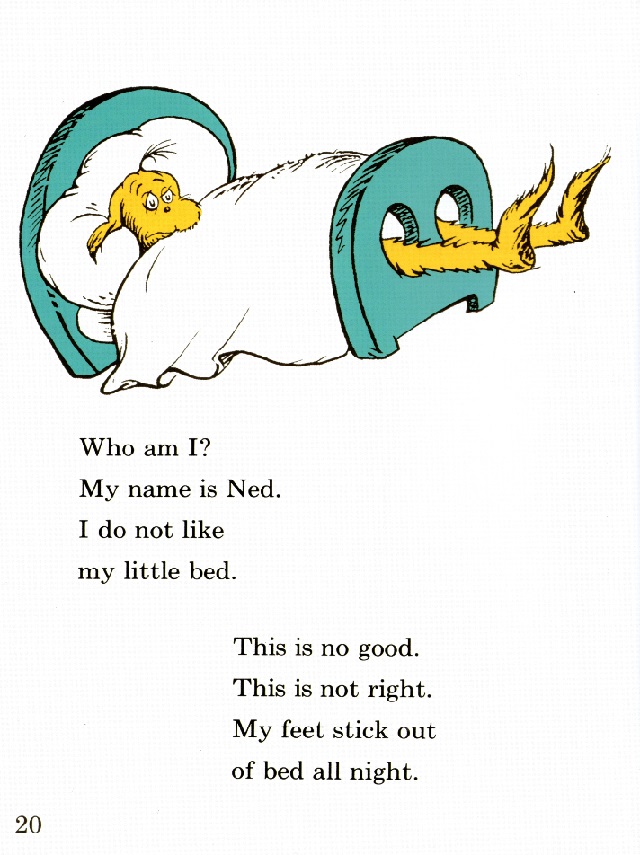 Who am I?
My name is Ned.
I do not like
my little bed.
This is no good.
This is not right.
My feet stick out
of bed all night.
20